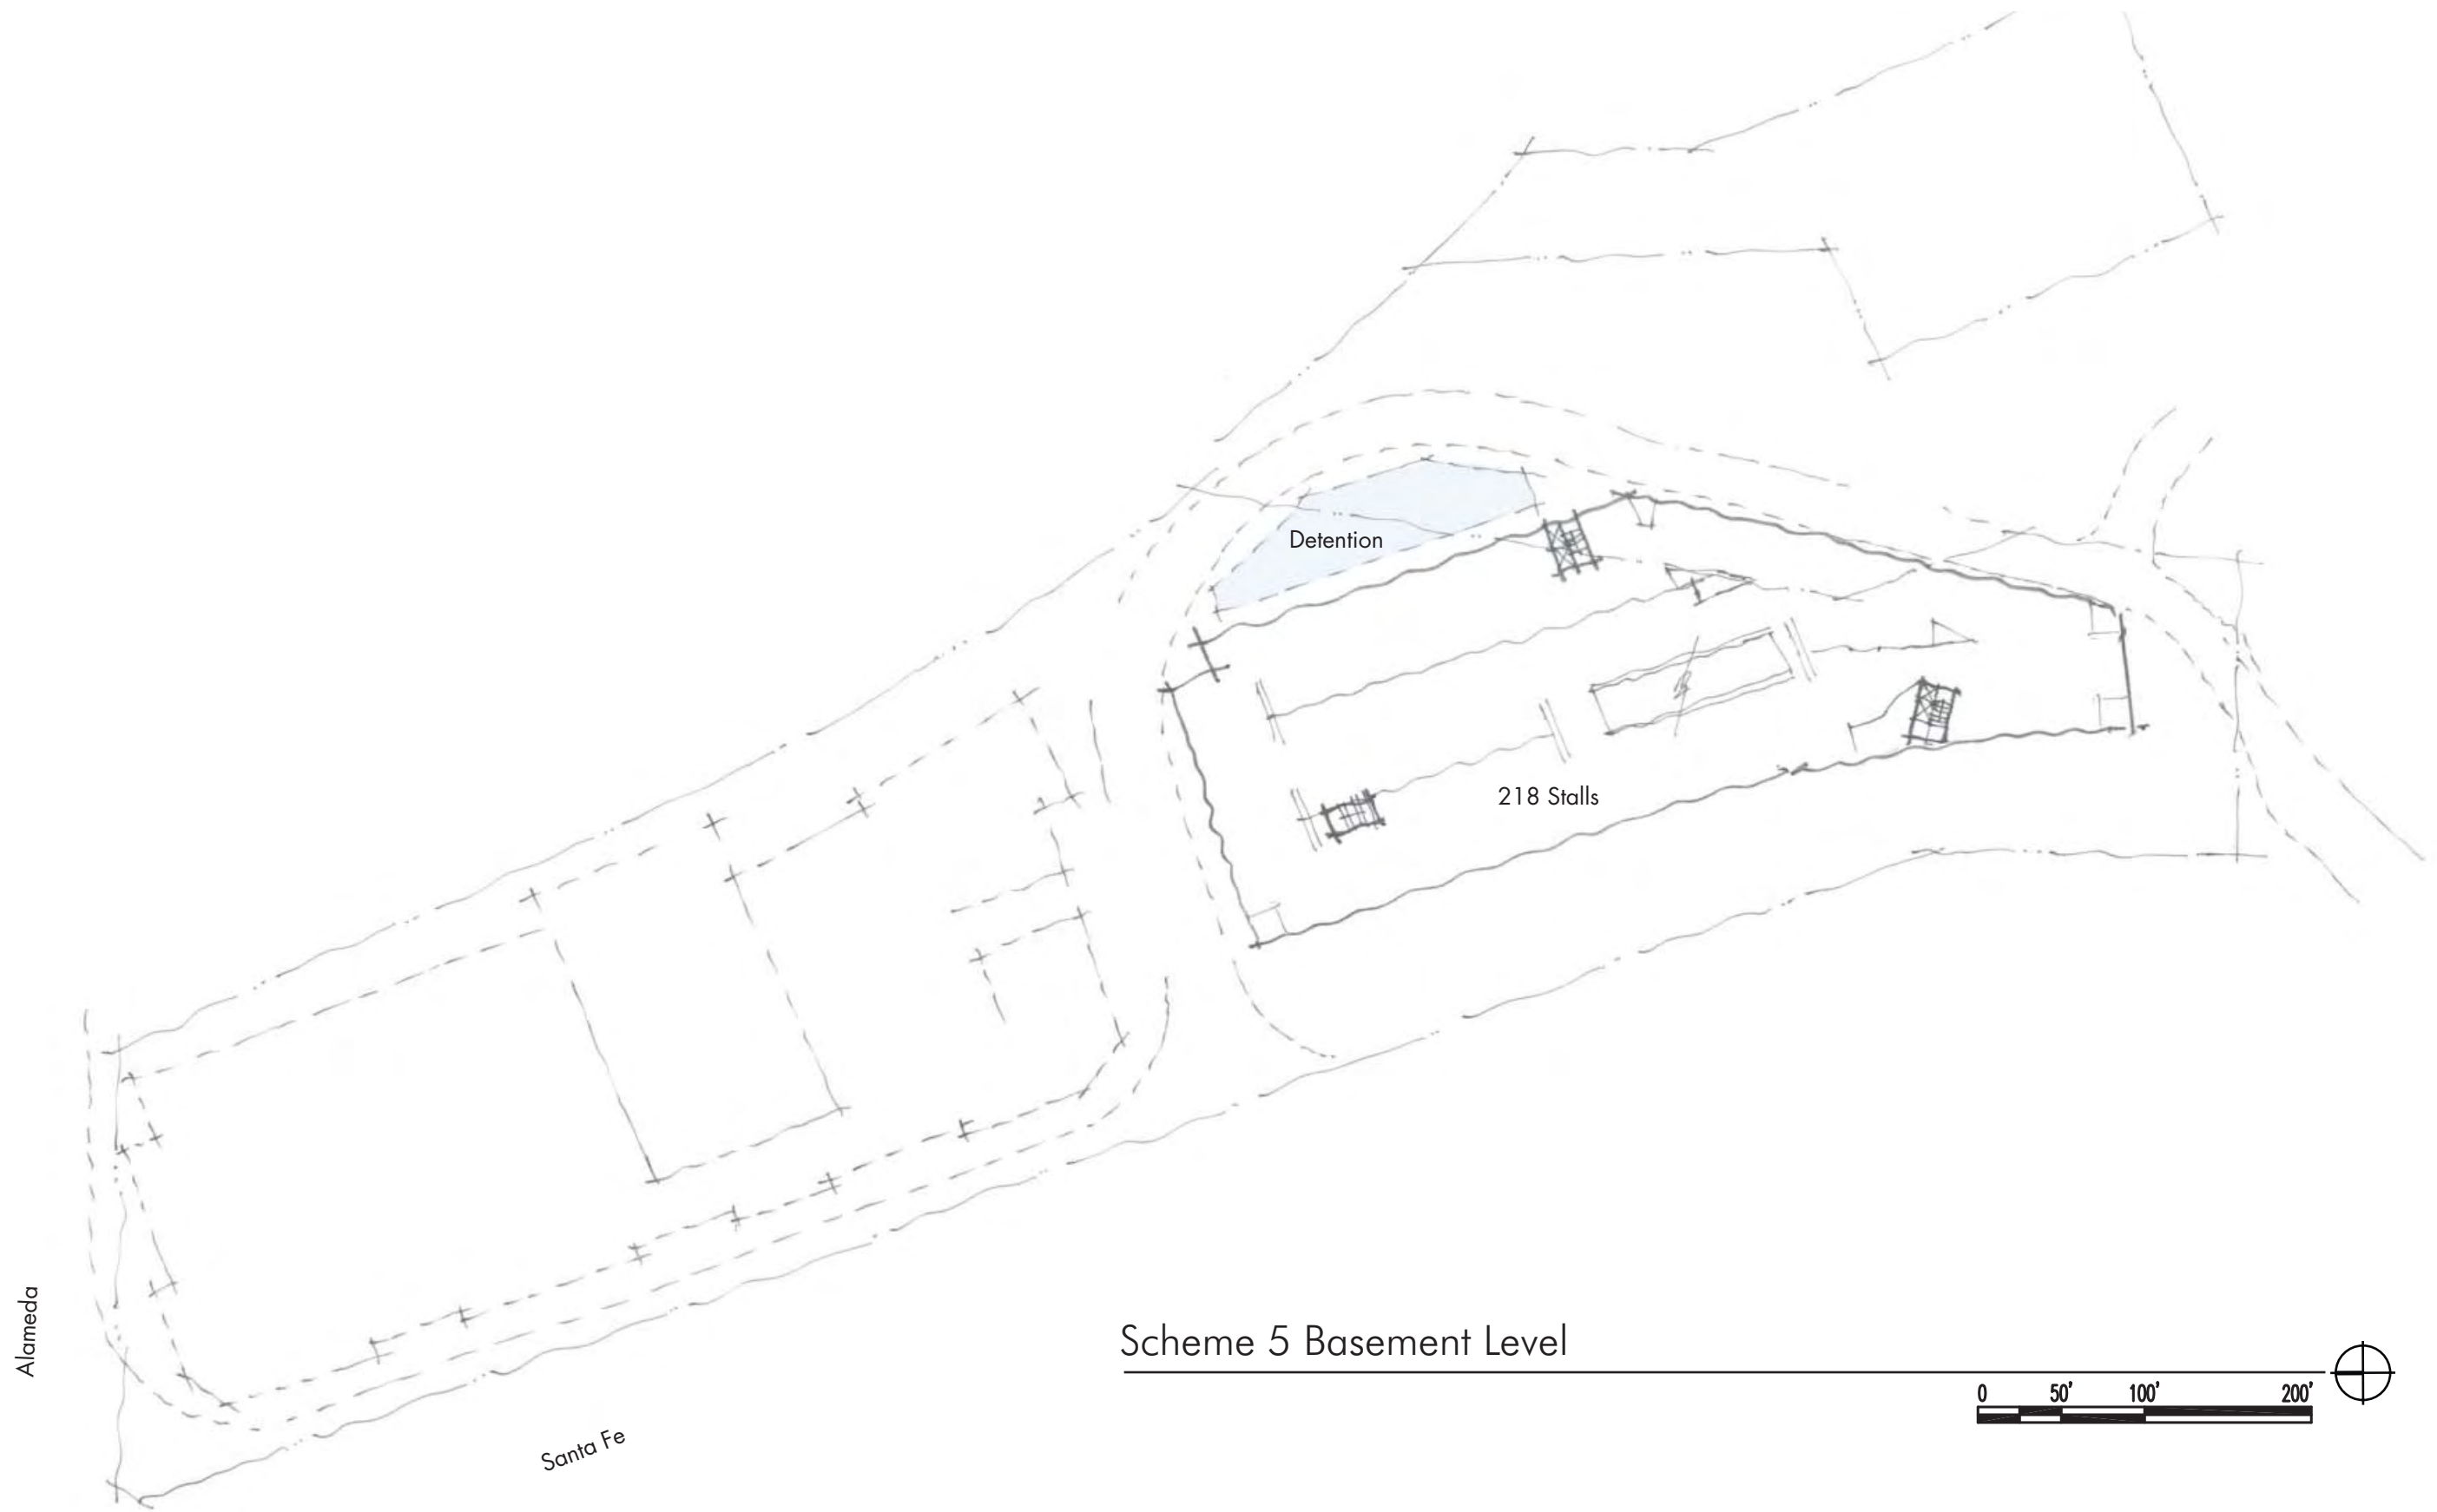 Detention
218 Stalls
Alameda
Scheme 5 Basement Level
0 50' 100' 200'
Santa Fe